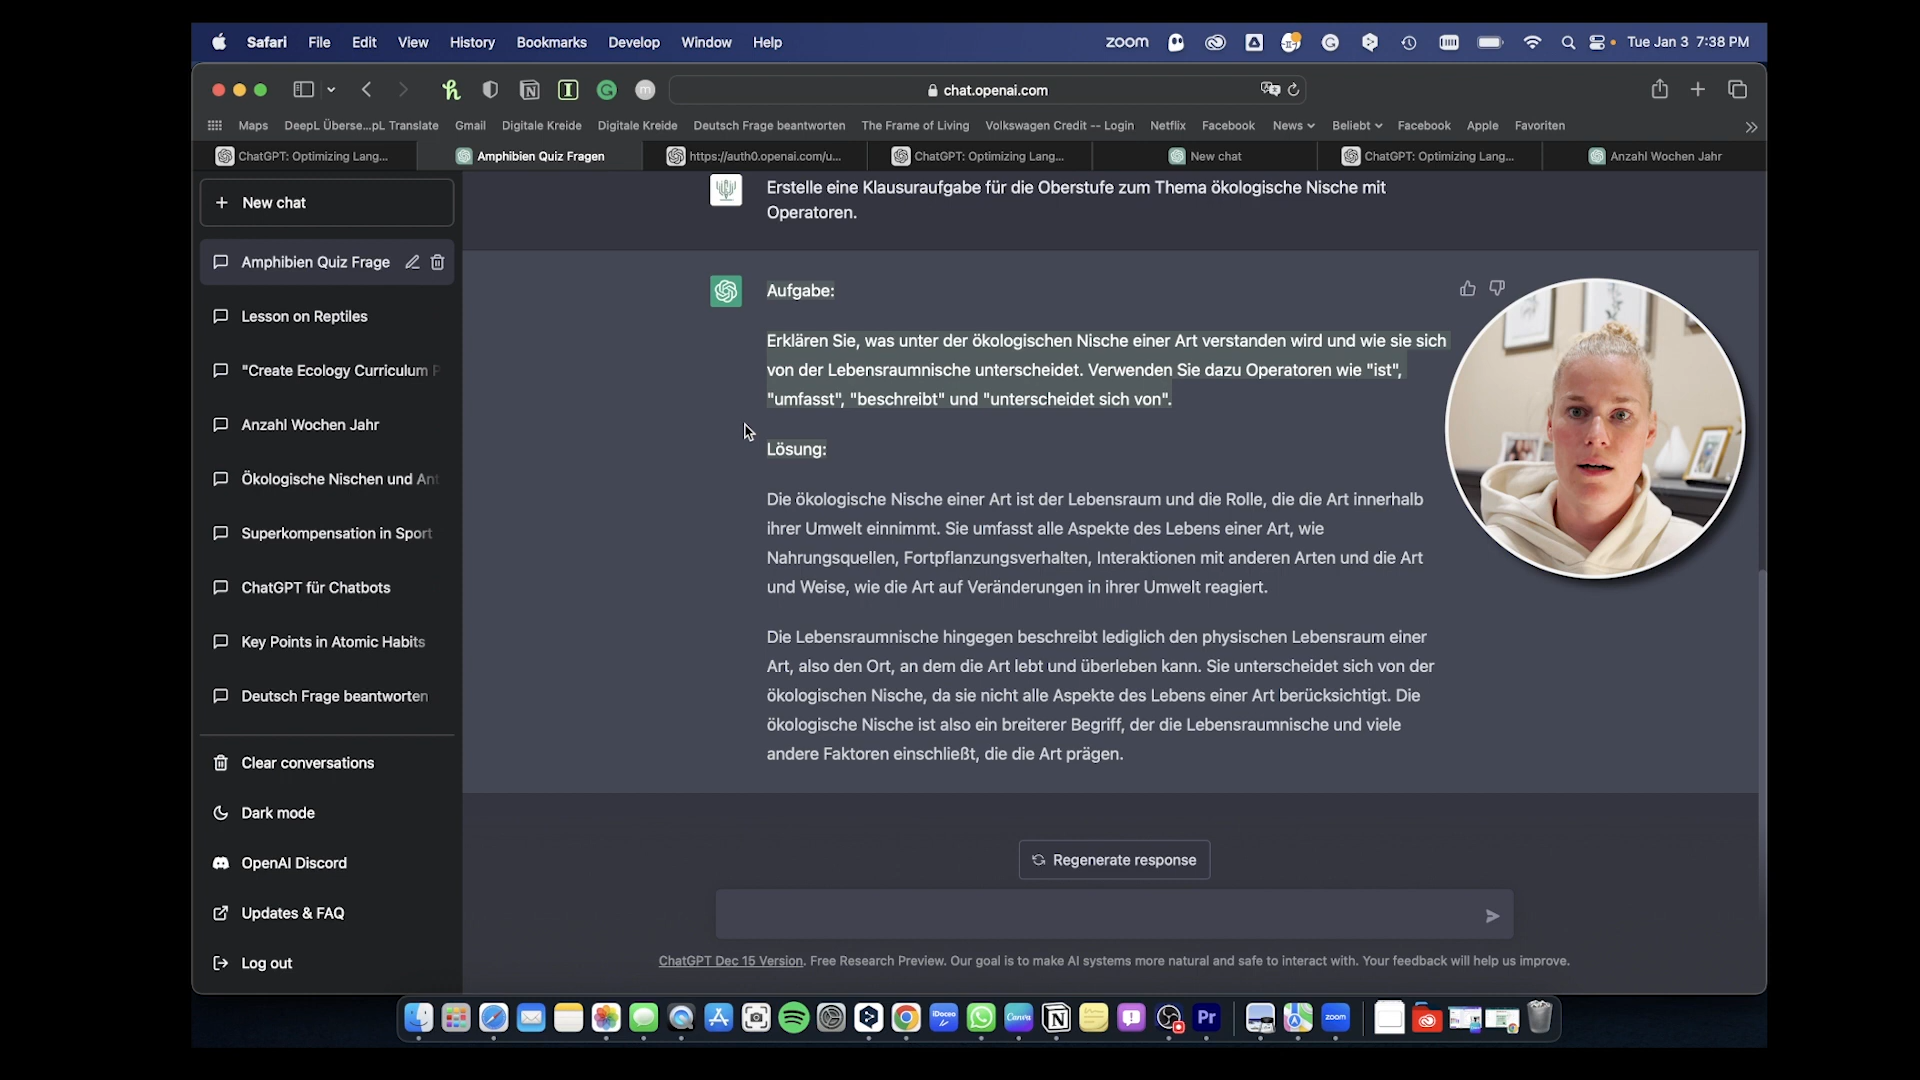 Safari File Edit View History Bookmarks Develop Window Help zoom Tue Jan 3 7:38 PM
chat.openai.com
Maps DeepL Überse...pL Translate Gmail Digitale Kreide Digitale Kreide Deutsch Frage beantworten The Frame of Living Volkswagen Credit -- Login Netflix Facebook News Beliebt Facebook Apple Favoriten
ChatGPT: Optimizing Lang... Amphibien Quiz Fragen https://auth0.openai.com/u... ChatGPT: Optimizing Lang... New chat ChatGPT: Optimizing Lang... Anzahl Wochen Jahr
New chat
Amphibien Quiz Frage
Lesson on Reptiles
"Create Ecology Curriculum P
Anzahl Wochen Jahr
Ökologische Nischen und Ant
Superkompensation in Sport
ChatGPT für Chatbots
Key Points in Atomic Habits
Deutsch Frage beantworten
Clear conversations
Dark mode
OpenAI Discord
Updates & FAQ
Log out
Erstelle eine Klausuraufgabe für die Oberstufe zum Thema ökologische Nische mit
Operatoren.
Aufgabe:
Erklären Sie, was unter der ökologischen Nische einer Art verstanden wird und wie sie sich
von der Lebensraumnische unterscheidet. Verwenden Sie dazu Operatoren wie "ist",
"umfasst", "beschreibt" und "unterscheidet sich von".
Lösung:
Die ökologische Nische einer Art ist der Lebensraum und die Rolle, die die Art innerhalb
ihrer Umwelt einnimmt. Sie umfasst alle Aspekte des Lebens einer Art, wie
Nahrungsquellen, Fortpflanzungsverhalten, Interaktionen mit anderen Arten und die Art
und Weise, wie die Art auf Veränderungen in ihrer Umwelt reagiert.
Die Lebensraumnische hingegen beschreibt lediglich den physischen Lebensraum einer
Art, also den Ort, an dem die Art lebt und überleben kann. Sie unterscheidet sich von der
ökologischen Nische, da sie nicht alle Aspekte des Lebens einer Art berücksichtigt. Die
ökologische Nische ist also ein breiterer Begriff, der die Lebensraumnische und viele
andere Faktoren einschließt, die die Art prägen.
Regenerate response
ChatGPT Dec 15 Version. Free Research Preview. Our goal is to make AI systems more natural and safe to interact with. Your feedback will help us improve.
iDoceo Canva Pr zoom